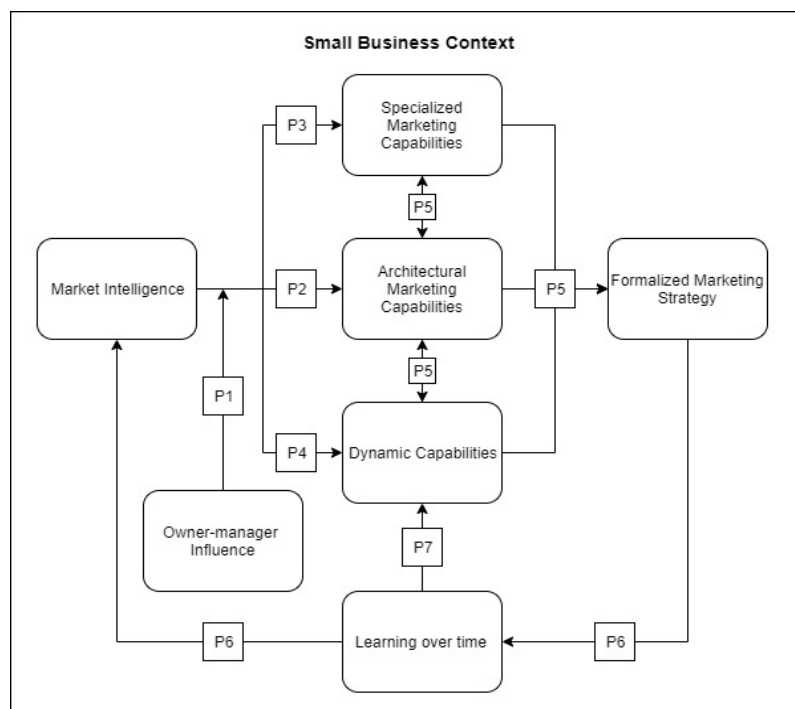 Small Business Context
Specialized
Marketing
Capabilities
P3
P5
Market Intelligence
P2
Architectural
Marketing
Capabilities
P5
Formalized Marketing
Strategy
P5
P1
P4
Dynamic Capabilities
Owner-manager
Influence
P7
P6
Learning over time
P6